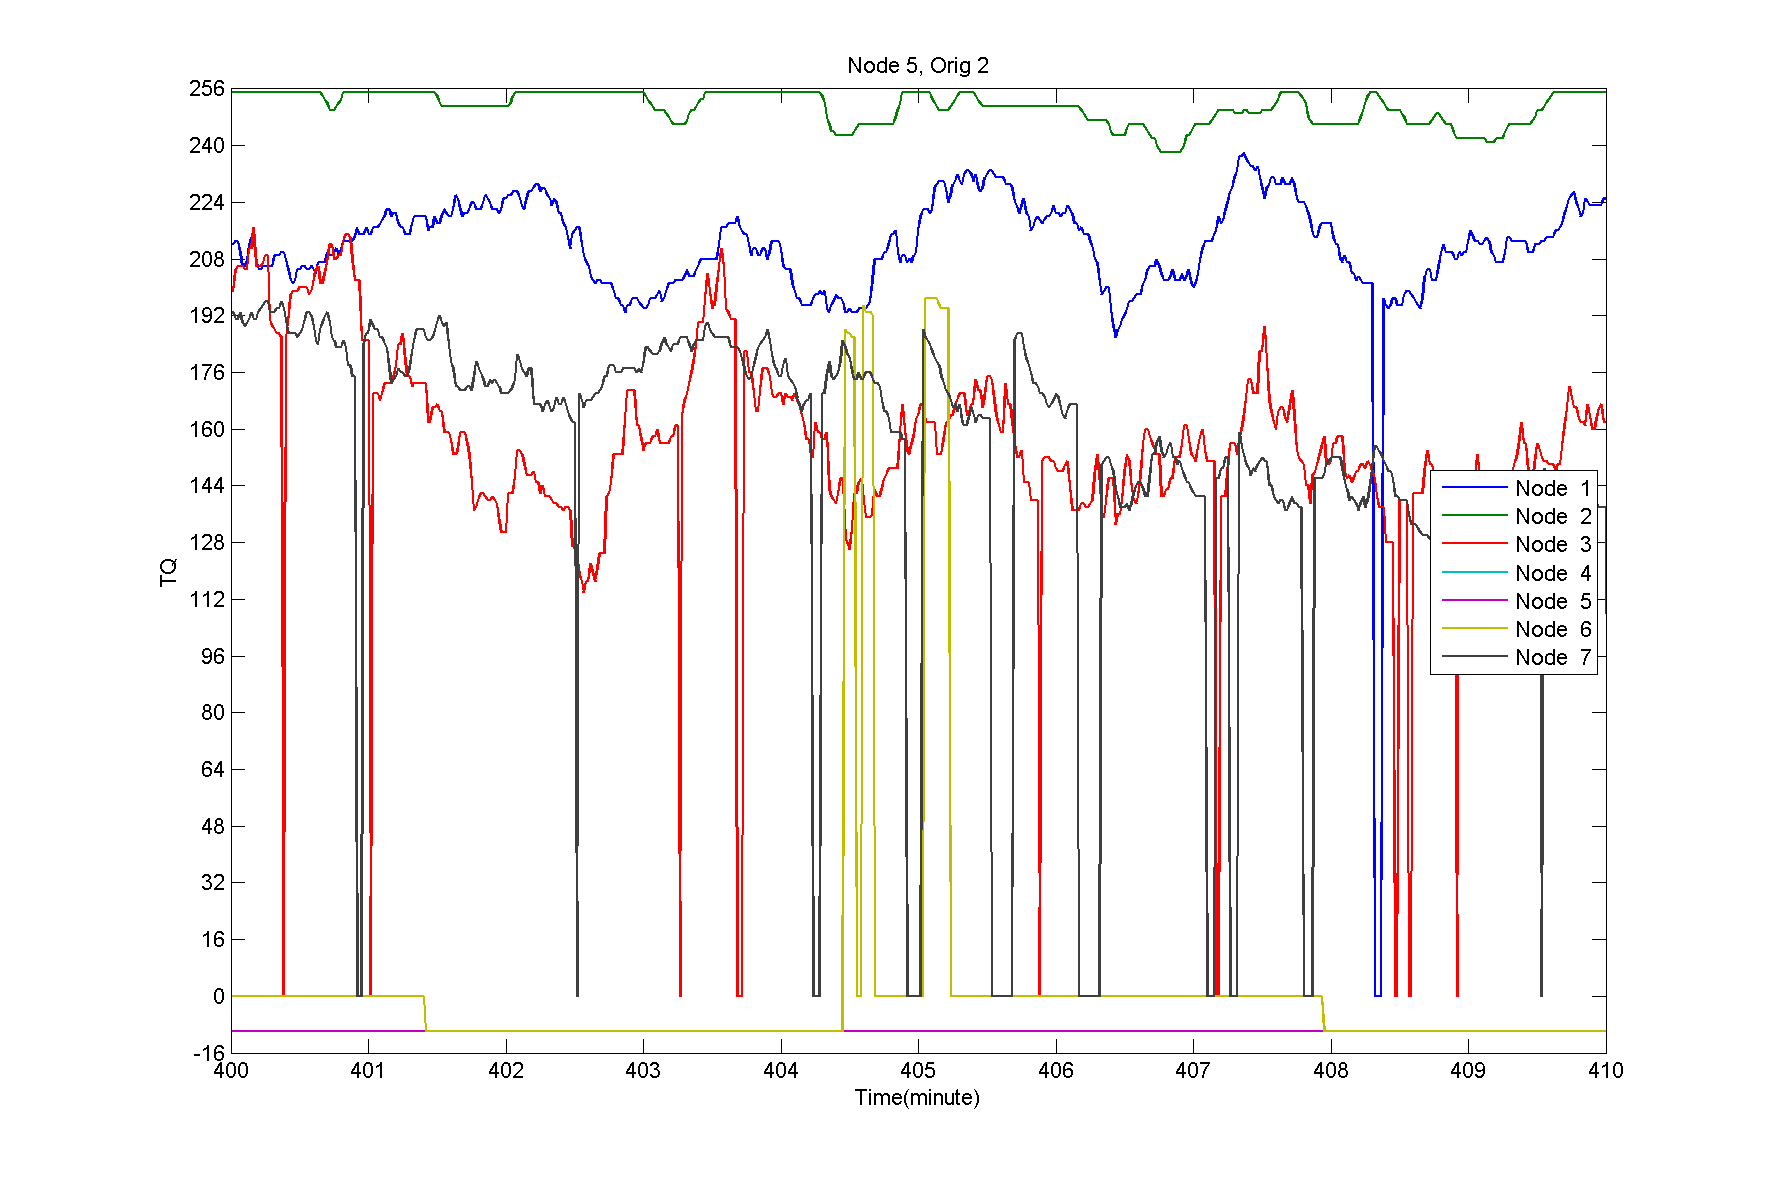 Node 5, Orig 2
256
240
224
208
192
176
160
144
128
112
96
80
64
48
32
16
0
-16
TQ
Node 1
Node 2
Node 3
Node 4
Node 5
Node 6
Node 7
400 401 402 403 404 405 406 407 408 409 410
Time(minute)